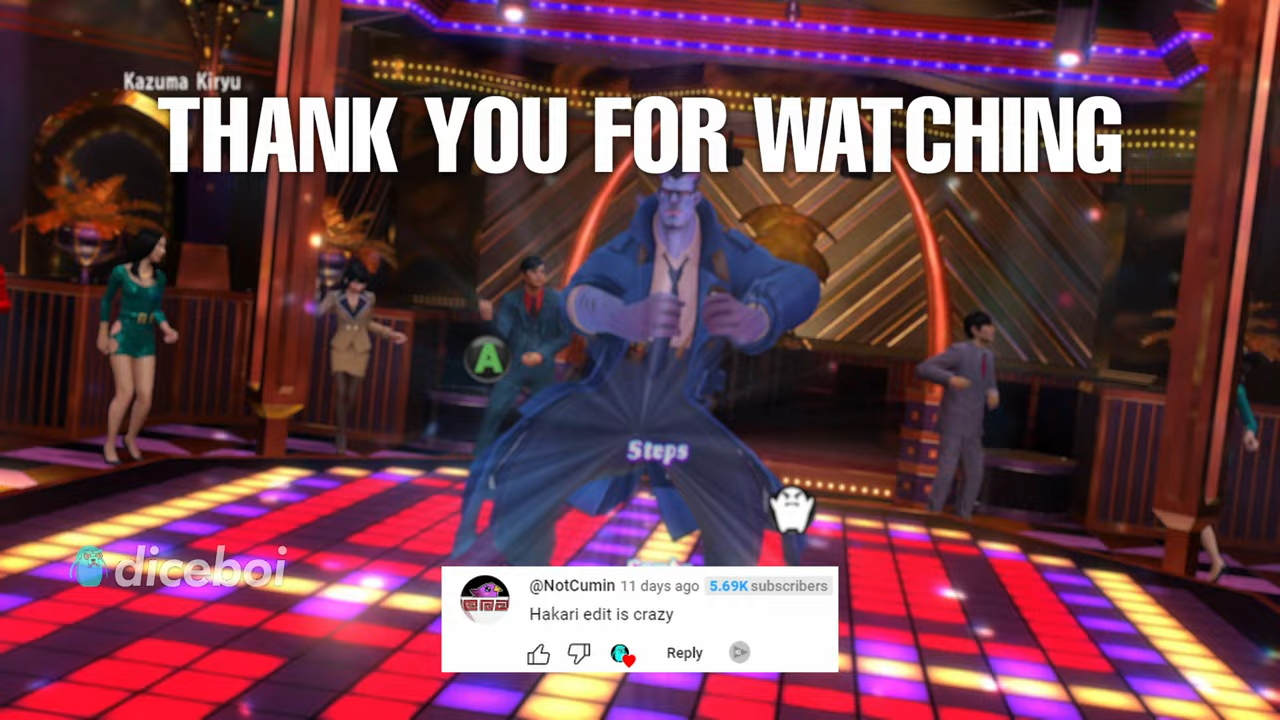 Kazuma Kiryu
THANK YOU FOR WATCHING
A
Steps
diceboi
@NotCumin 11 days ago 5.69K subscribers
Hakari edit is crazy
Reply